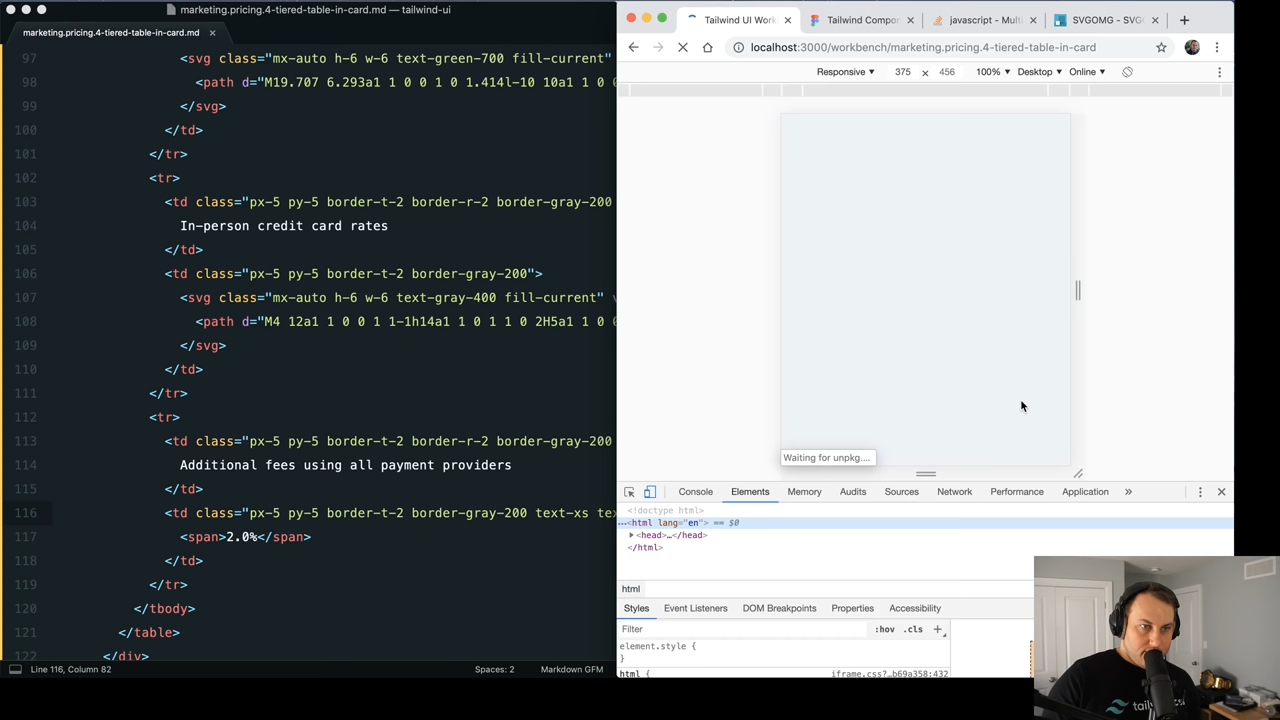 marketing.pricing.4-tiered-table-in-card.md — tailwind-ui
marketing.pricing.4-tiered-table-in-card.md ×
97 <svg class="mx-auto h-6 w-6 text-green-700 fill-current"
98 <path d="M19.707 6.293a1 1 0 0 1 0 1.414l-10 10a1 1 0
99 </svg>
100 </td>
101 </tr>
102 <tr>
103 <td class="px-5 py-5 border-t-2 border-r-2 border-gray-200
104 In-person credit card rates
105 </td>
106 <td class="px-5 py-5 border-t-2 border-gray-200">
107 <svg class="mx-auto h-6 w-6 text-gray-400 fill-current"
108 <path d="M4 12a1 1 0 0 1 1-1h14a1 1 0 1 1 0 2H5a1 1 0
109 </svg>
110 </td>
111 </tr>
112 <tr>
113 <td class="px-5 py-5 border-t-2 border-r-2 border-gray-200
114 Additional fees using all payment providers
115 </td>
116 <td class="px-5 py-5 border-t-2 border-gray-200 text-xs
117 <span>2.0%</span>
118 </td>
119 </tr>
120 </tbody>
121 </table>
122 </div>
Line 116, Column 82 Spaces: 2 Markdown GFM
Tailwind UI Work × Tailwind Compo × javascript - Mult × SVGOMG - SVGO ×
localhost:3000/workbench/marketing.pricing.4-tiered-table-in-card
Responsive ▾ 375 × 456 100% ▾ Desktop ▾ Online ▾
Waiting for unpkg....
Console Elements Memory Audits Sources Network Performance Application »
<!doctype html>
…<html lang="en"> == $0
▸<head>…</head>
</html>
html
Styles Event Listeners DOM Breakpoints Properties Accessibility
Filter :hov .cls +
element.style {
}
html { iframe.css?…b69a358:432